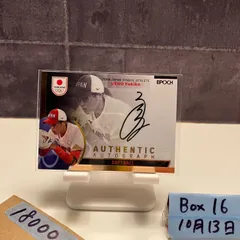 EPOCH
AUTHENTIC
AUTOGRAPH
SOFTBALL
18000
Box 16
10月13日